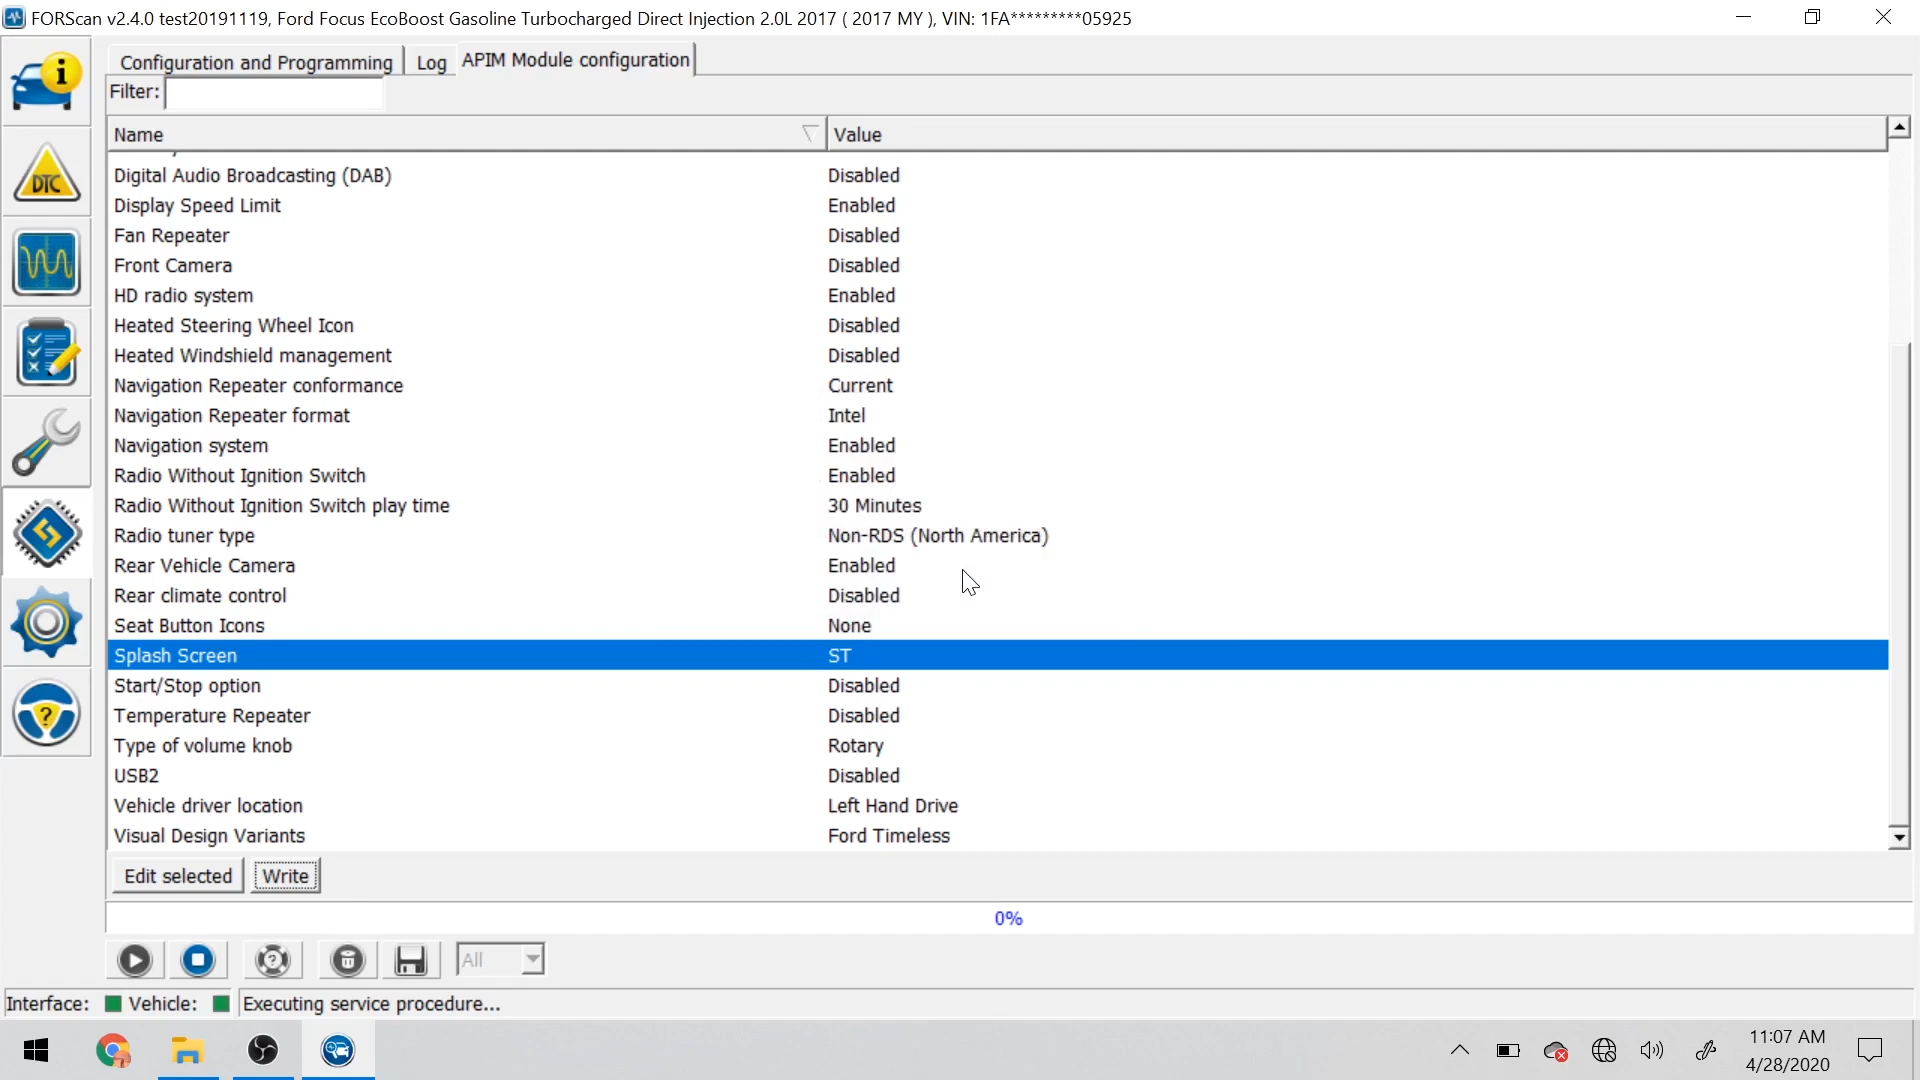 FORScan v2.4.0 test20191119, Ford Focus EcoBoost Gasoline Turbocharged Direct Injection 2.0L 2017 ( 2017 MY ), VIN: 1FA*********05925
Configuration and Programming Log APIM Module configuration
Filter:
Name Value
Digital Audio Broadcasting (DAB) Disabled
Display Speed Limit Enabled
Fan Repeater Disabled
Front Camera Disabled
HD radio system Enabled
Heated Steering Wheel Icon Disabled
Heated Windshield management Disabled
Navigation Repeater conformance Current
Navigation Repeater format Intel
Navigation system Enabled
Radio Without Ignition Switch Enabled
Radio Without Ignition Switch play time 30 Minutes
Radio tuner type Non-RDS (North America)
Rear Vehicle Camera Enabled
Rear climate control Disabled
Seat Button Icons None
Splash Screen ST
Start/Stop option Disabled
Temperature Repeater Disabled
Type of volume knob Rotary
USB2 Disabled
Vehicle driver location Left Hand Drive
Visual Design Variants Ford Timeless
Edit selected Write
0%
All
Interface: Vehicle: Executing service procedure...
11:07 AM
4/28/2020
DTC